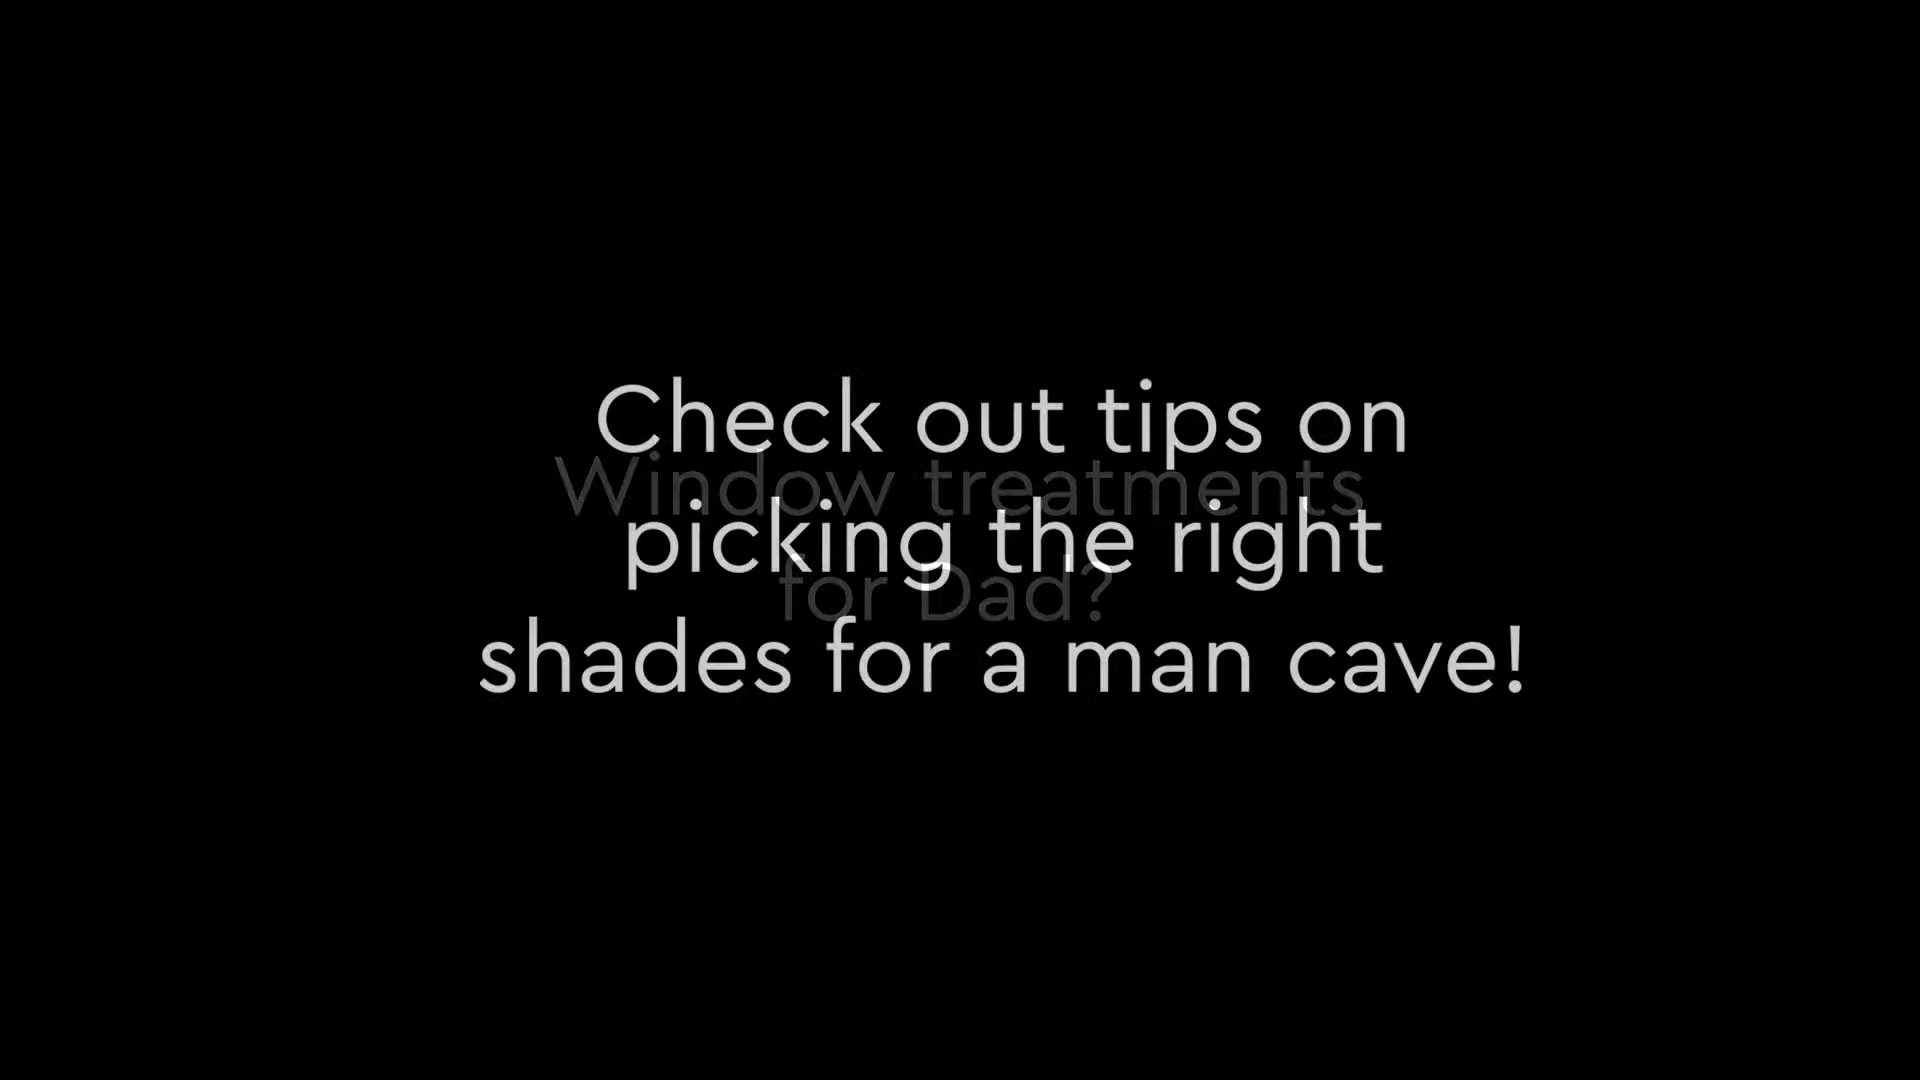 Check out tips on
picking the right
shades for a man cave!
Window treatments
for Dad?